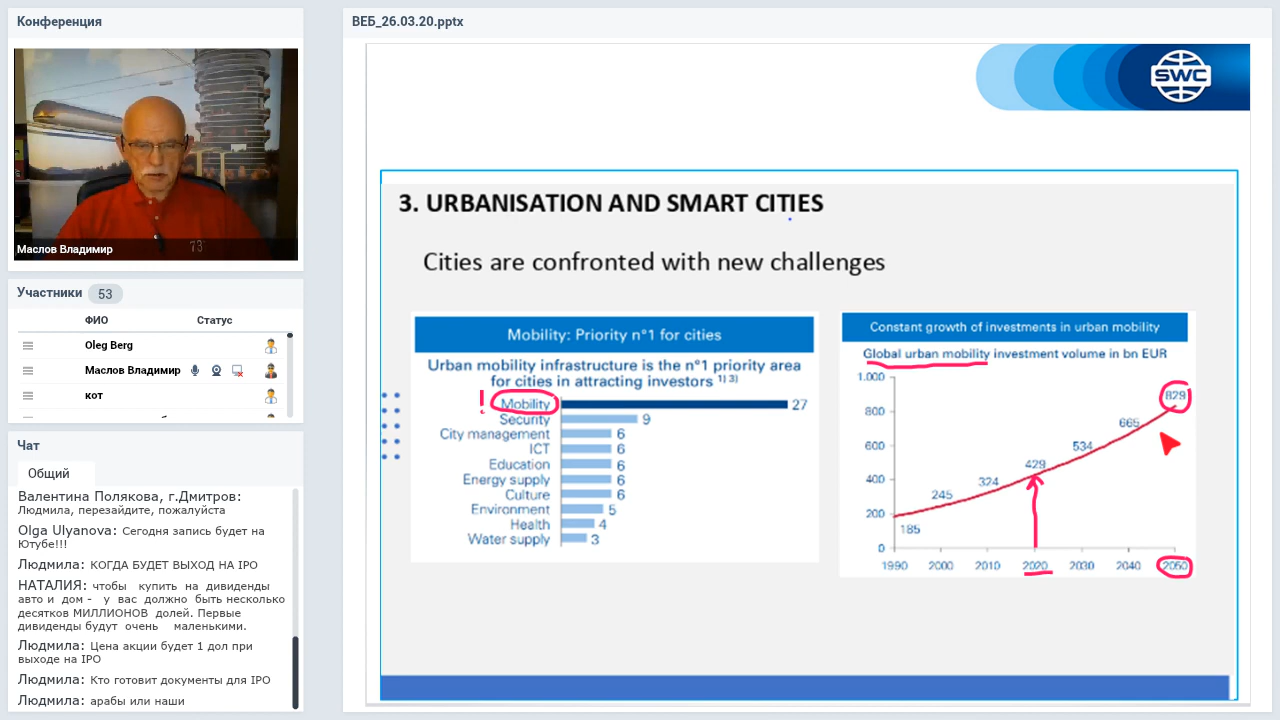 Конференция
Маслов Владимир
73
Участники 53
ФИО Статус
Oleg Berg
Маслов Владимир
кот
Чат
Общий
Валентина Полякова, г.Дмитров:
Людмила, перезайдите, пожалуйста
Olga Ulyanova: Сегодня запись будет на
Ютубе!!!
Людмила: КОГДА БУДЕТ ВЫХОД НА IPO
НАТАЛИЯ: чтобы купить на дивиденды
авто и дом - у вас должно быть несколько
десятков МИЛЛИОНОВ долей. Первые
дивиденды будут очень маленькими.
Людмила: Цена акции будет 1 дол при
выходе на IPO
Людмила: Кто готовит документы для IPO
Людмила: арабы или наши
ВЕБ_26.03.20.pptx
SWC
3. URBANISATION AND SMART CITIES
Cities are confronted with new challenges
Mobility: Priority n°1 for cities
Urban mobility infrastructure is the n°1 priority area
for cities in attracting investors 1) 3)
! Mobility 27
Security 9
City management 6
ICT 6
Education 6
Energy supply 6
Culture 6
Environment 5
Health 4
Water supply 3
Constant growth of investments in urban mobility
Global urban mobility investment volume in bn EUR
1.000
800
600
400
200
0
185
245
324
429
534
665
829
1990 2000 2010 2020 2030 2040 2050